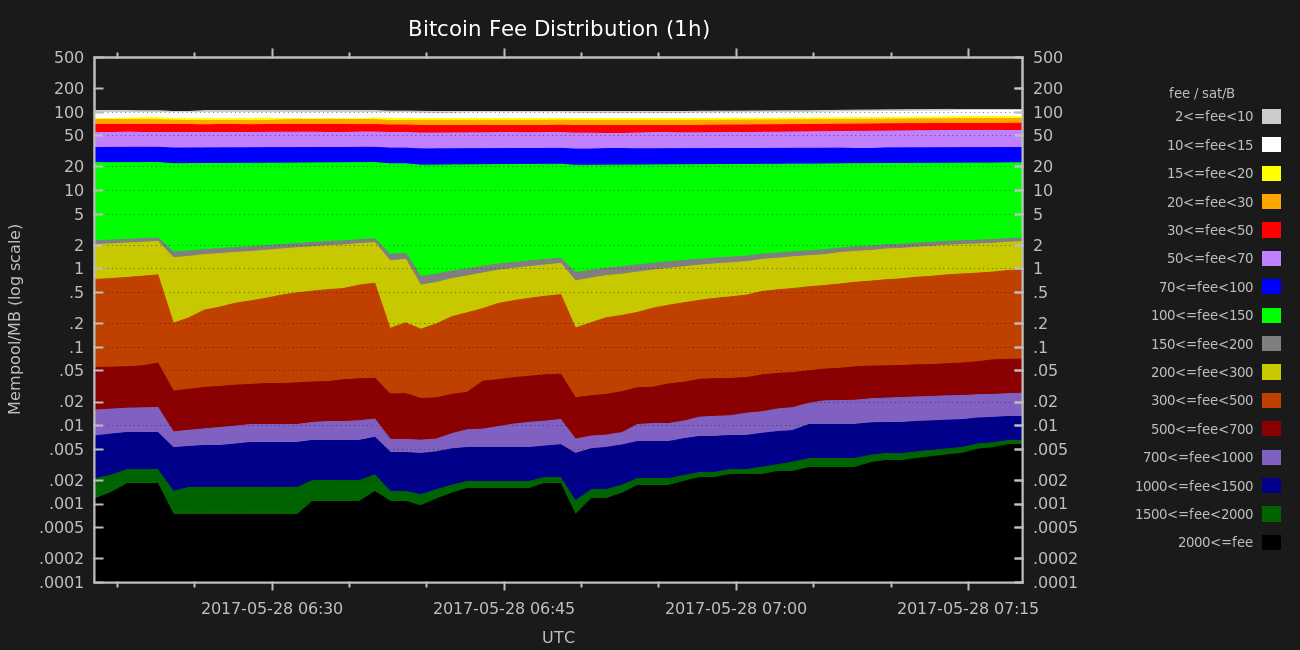 Bitcoin Fee Distribution (1h)
500
200
100
50
20
10
5
2
1
.5
.2
.1
.05
.02
.01
.005
.002
.001
.0005
.0002
.0001
Mempool/MB (log scale)
500
200
100
50
20
10
5
2
1
.5
.2
.1
.05
.02
.01
.005
.002
.001
.0005
.0002
.0001
2017-05-28 06:30
2017-05-28 06:45
2017-05-28 07:00
2017-05-28 07:15
UTC
fee / sat/B
2<=fee<10
10<=fee<15
15<=fee<20
20<=fee<30
30<=fee<50
50<=fee<70
70<=fee<100
100<=fee<150
150<=fee<200
200<=fee<300
300<=fee<500
500<=fee<700
700<=fee<1000
1000<=fee<1500
1500<=fee<2000
2000<=fee